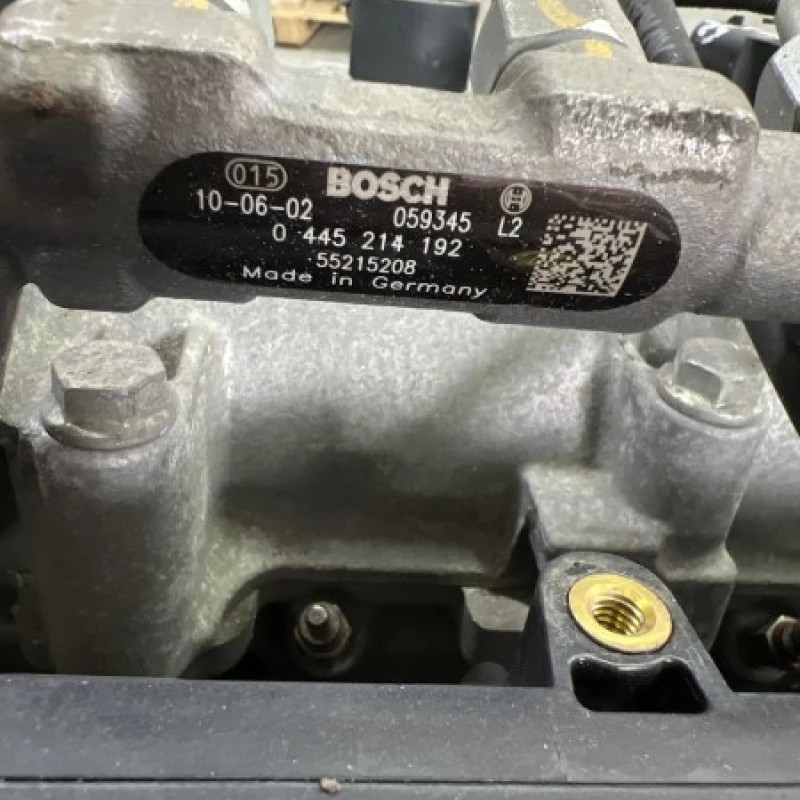 015 BOSCH
10-06-02 059345 L2
0 445 214 192
55215208
Made in Germany